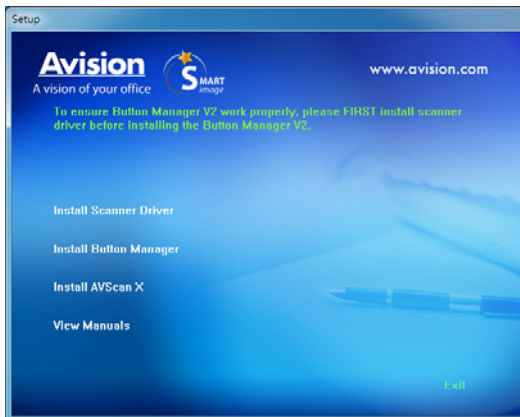 Setup
Avision
A vision of your office
SMART
image
www.avision.com
To ensure Button Manager V2 work properly, please FIRST install scanner
driver before installing the Button Manager V2.
Install Scanner Driver
Install Button Manager
Install AVScan X
View Manuals
Exit